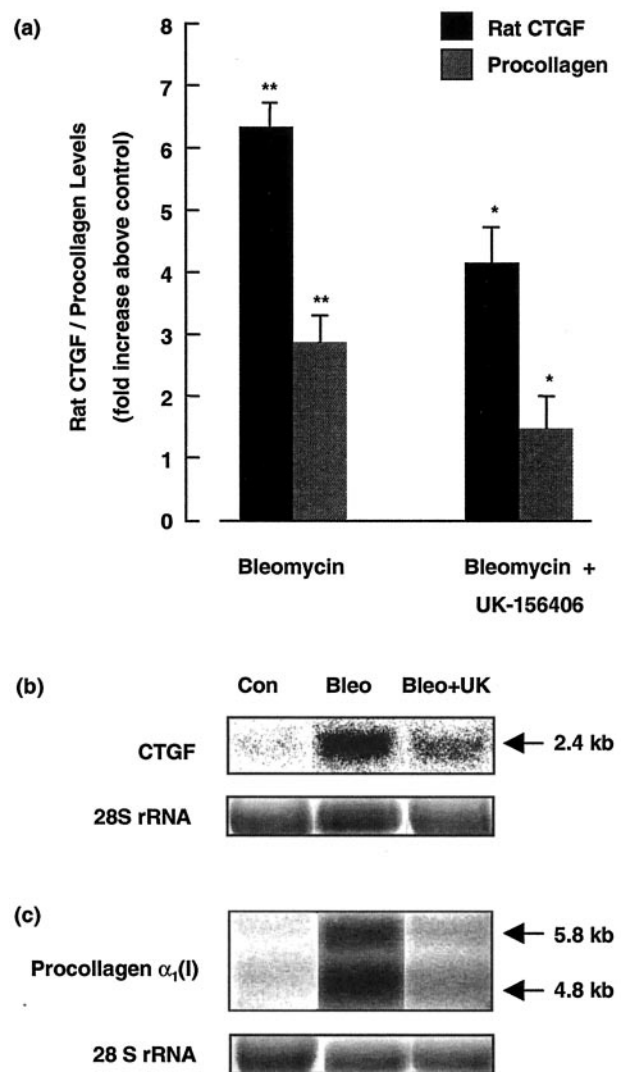 (a)
Rat CTGF
Procollagen
Rat CTGF / Procollagen Levels
(fold increase above control)
8
7
6
5
4
3
2
1
0
**
**
*
*
Bleomycin
Bleomycin +
UK-156406
(b)
Con Bleo Bleo+UK
CTGF
2.4 kb
28S rRNA
(c)
Procollagen α₁(I)
5.8 kb
4.8 kb
28 S rRNA